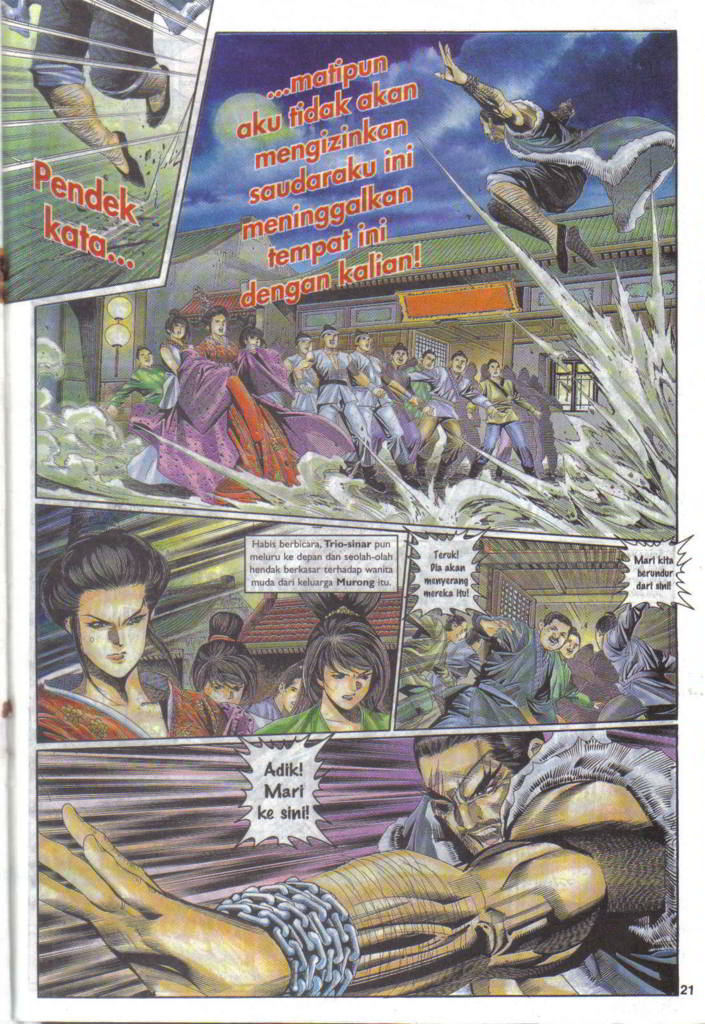 Pendek
kata...
...matipun
aku tidak akan
mengizinkan
saudaraku ini
meninggalkan
tempat ini
dengan kalian!
Habis berbicara, Trio-sinar pun
meluru ke depan dan seolah-olah
hendak berkasar terhadap wanita
muda dari keluarga Murong itu.
Teruk!
Dia akan
menyerang
mereka itu!
Mari kita
berundur
dari sini!
Adik!
Mari
ke sini!
21